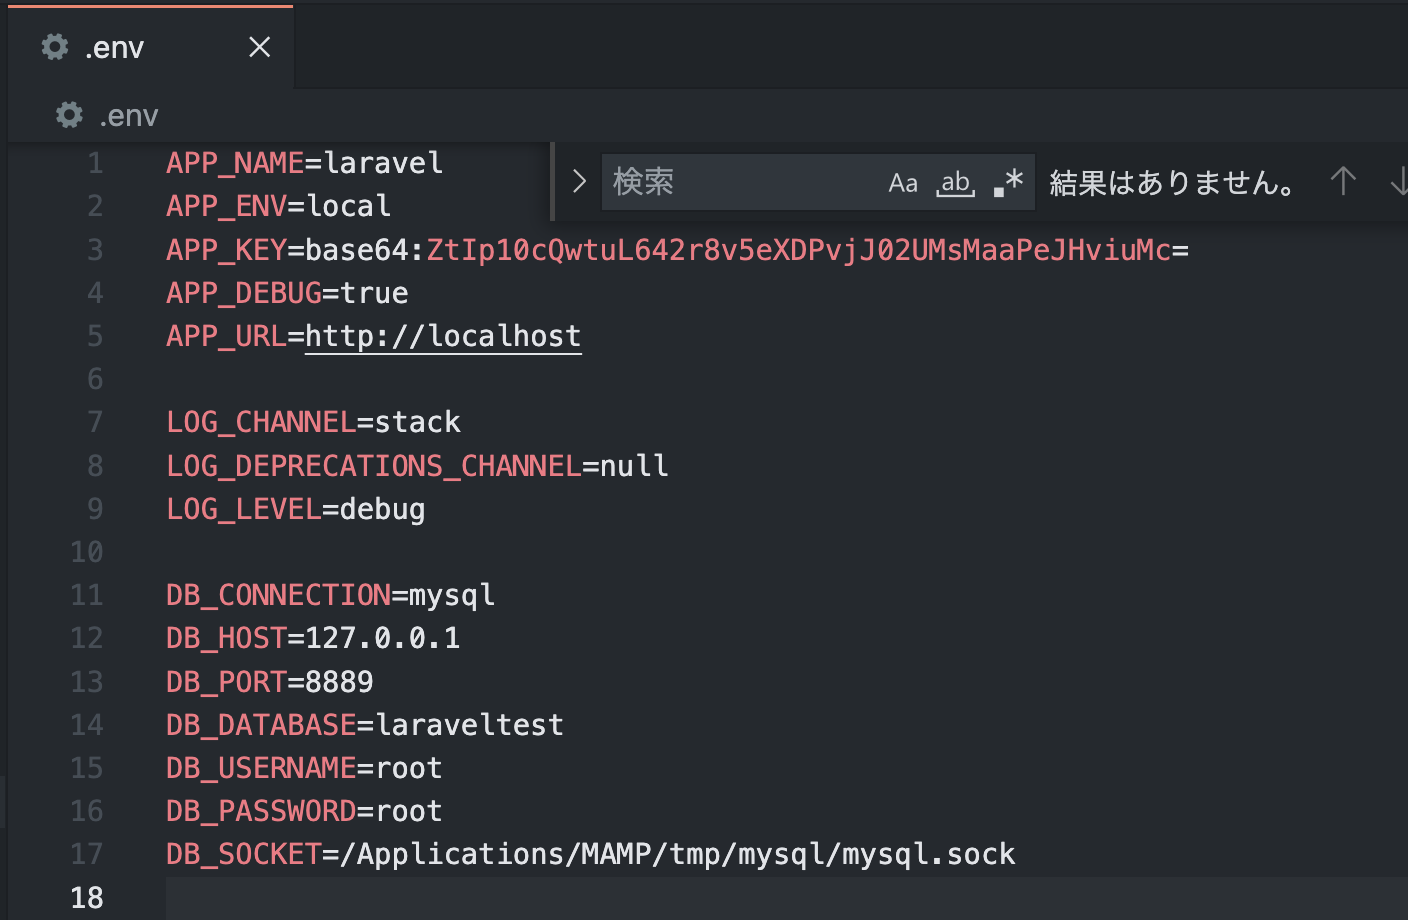 .env
.env
検索 Aa ab .* 結果はありません。
1 APP_NAME=laravel
2 APP_ENV=local
3 APP_KEY=base64:ZtIp10cQwtuL642r8v5eXDPvjJ02UMsMaaPeJHviuMc=
4 APP_DEBUG=true
5 APP_URL=http://localhost
6
7 LOG_CHANNEL=stack
8 LOG_DEPRECATIONS_CHANNEL=null
9 LOG_LEVEL=debug
10
11 DB_CONNECTION=mysql
12 DB_HOST=127.0.0.1
13 DB_PORT=8889
14 DB_DATABASE=laraveltest
15 DB_USERNAME=root
16 DB_PASSWORD=root
17 DB_SOCKET=/Applications/MAMP/tmp/mysql/mysql.sock
18